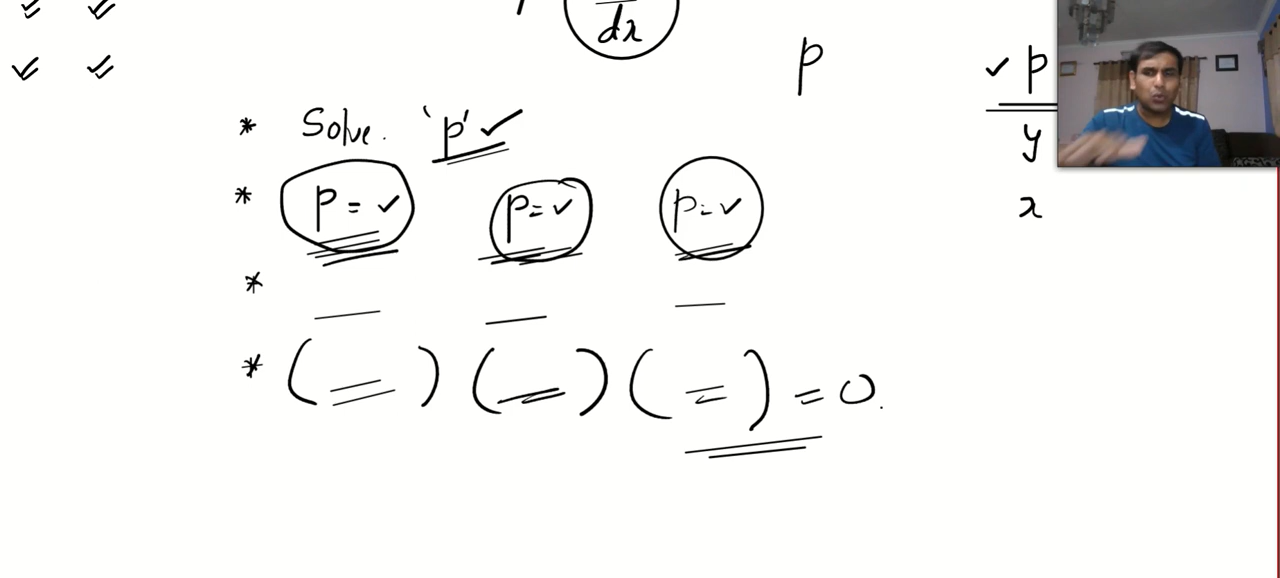 dx
p
✓ p
* Solve. 'p' ✓
y
* p = ✓ p = ✓ p = ✓
x
*
* ( ) ( ) ( ) = 0.